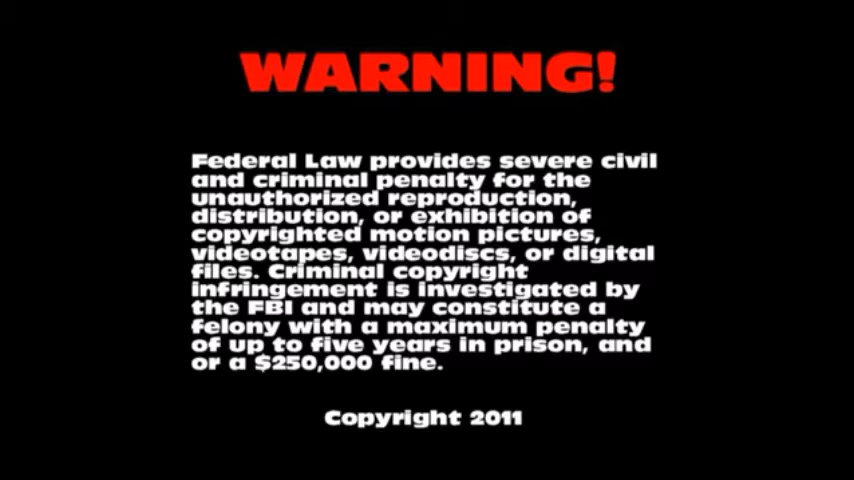 WARNING!
Federal Law provides severe civil
and criminal penalty for the
unauthorized reproduction,
distribution, or exhibition of
copyrighted motion pictures,
videotapes, videodiscs, or digital
files. Criminal copyright
infringement is investigated by
the FBI and may constitute a
felony with a maximum penalty
of up to five years in prison, and
or a $250,000 fine.
Copyright 2011